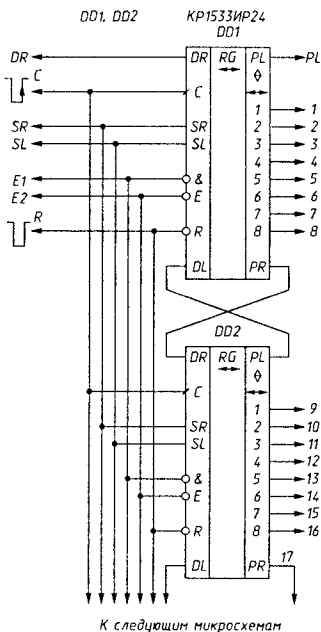 DD1, DD2 КР1533ИР24
DD1
DR DR RG PL PL
C C
1 1
SR SR 2 2
SL SL 3 3
4 4
E1 & 5 5
E2 E 6 6
7 7
R R 8 8
DL PR
DD2
DR RG PL
C
1 9
SR 2 10
SL 3 11
4 12
& 5 13
E 6 14
7 15
R 8 16
DL PR 17
К следующим микросхемам